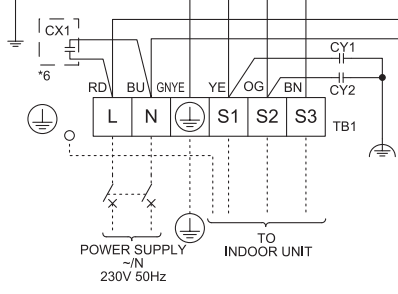 CX1
CY1
*6
RD BU GNYE YE OG BN
CY2
L N S1 S2 S3
TB1
POWER SUPPLY
~/N
230V 50Hz
TO
INDOOR UNIT